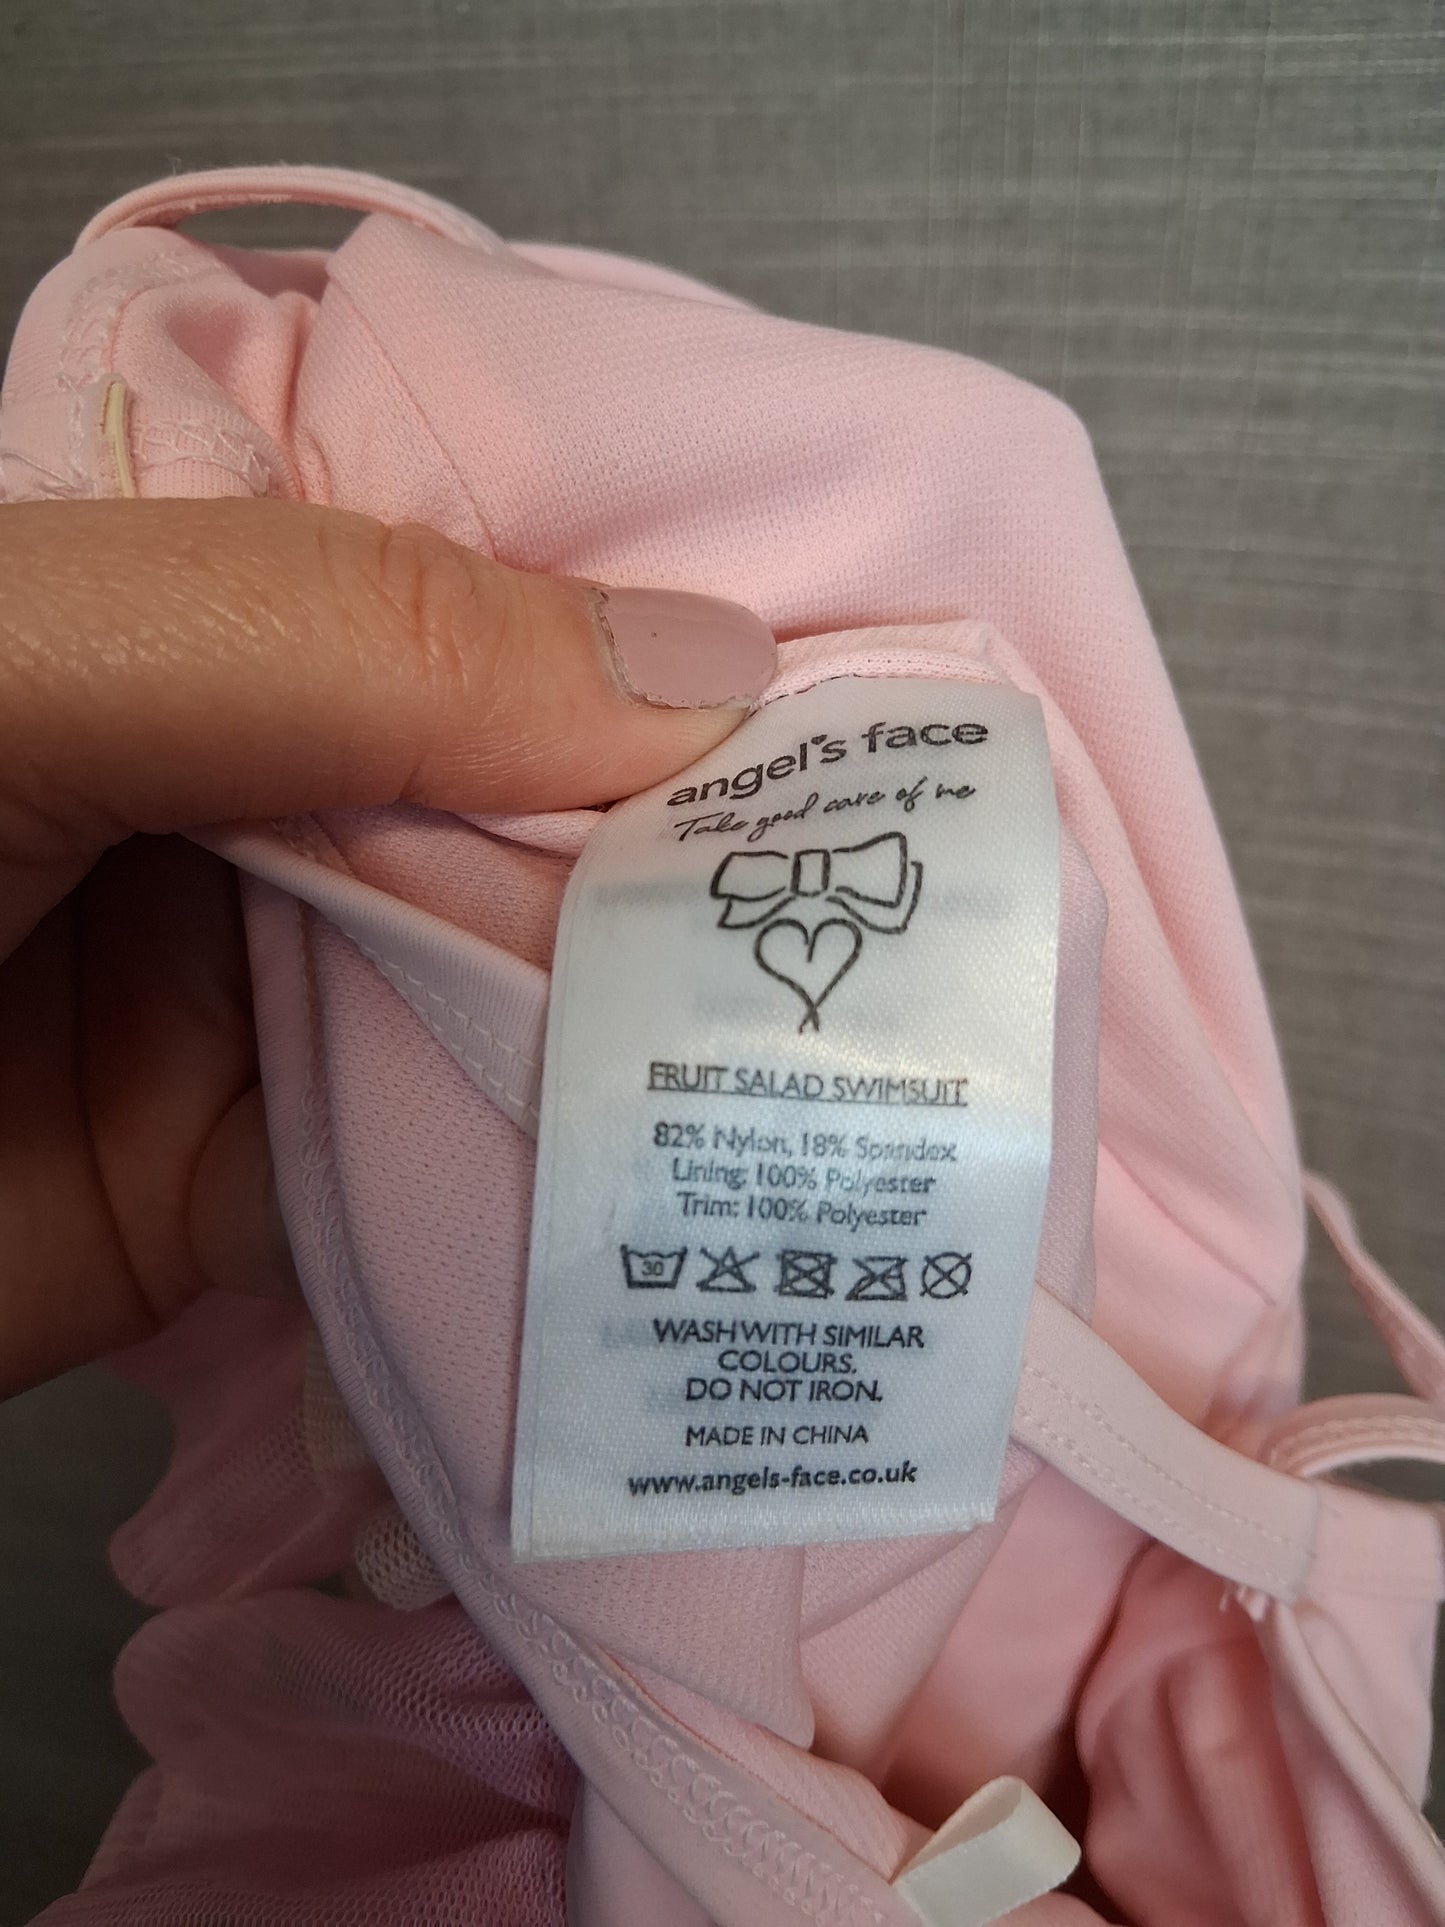 angel's face
Take good care of me
FRUIT SALAD SWIMSUIT
82% Nylon, 18% Spandex
Lining: 100% Polyester
Trim: 100% Polyester
30
WASH WITH SIMILAR
COLOURS.
DO NOT IRON.
MADE IN CHINA
www.angels-face.co.uk